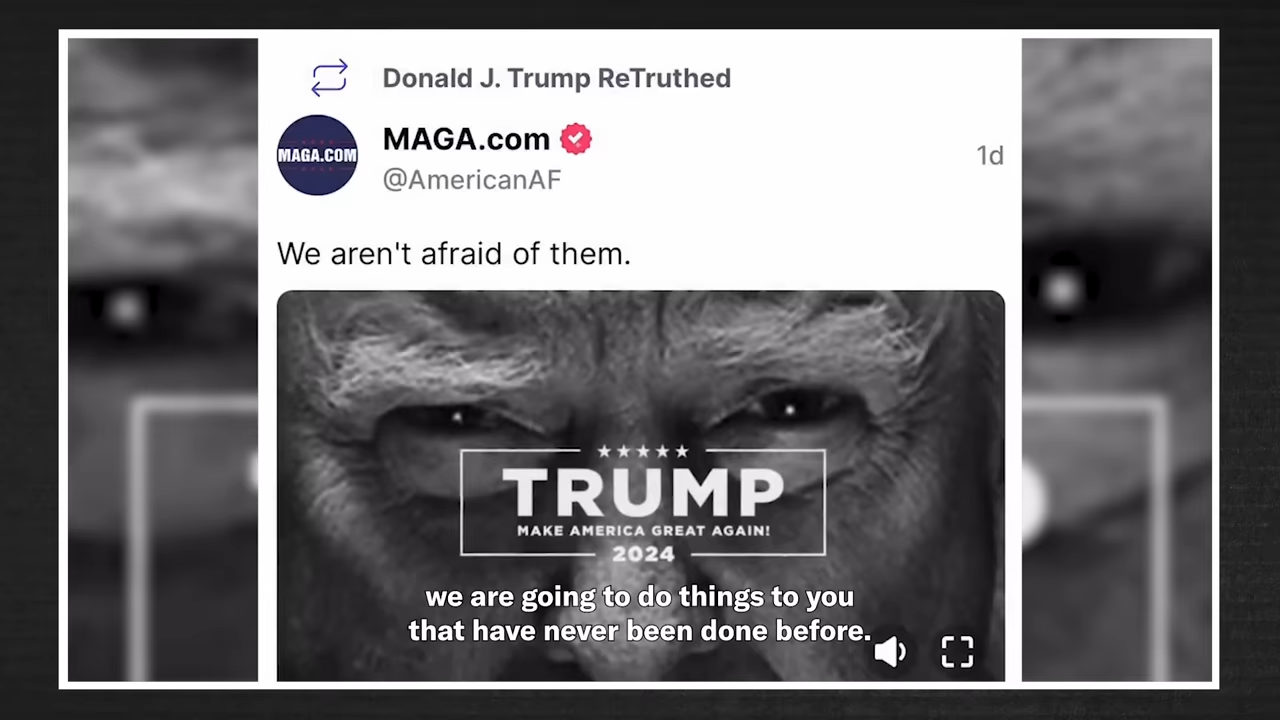 Donald J. Trump ReTruthed
MAGA.COM
MAGA.com
@AmericanAF
1d
We aren't afraid of them.
TRUMP
MAKE AMERICA GREAT AGAIN!
2024
we are going to do things to you
that have never been done before.